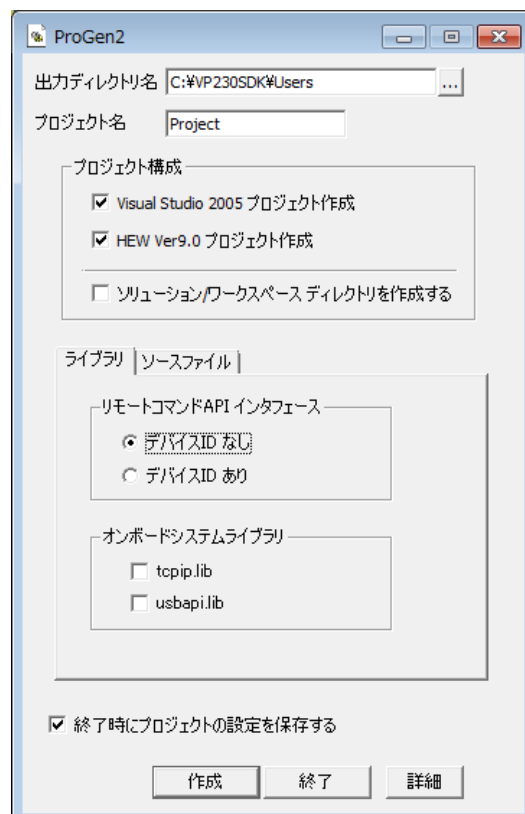 ProGen2
出力ディレクトリ名 C:¥VP230SDK¥Users ...
プロジェクト名 Project
プロジェクト構成
Visual Studio 2005 プロジェクト作成
HEW Ver9.0 プロジェクト作成
ソリューション/ワークスペース ディレクトリを作成する
ライブラリ ソースファイル
リモートコマンドAPI インタフェース
デバイスID なし
デバイスID あり
オンボードシステムライブラリ
tcpip.lib
usbapi.lib
終了時にプロジェクトの設定を保存する
作成 終了 詳細